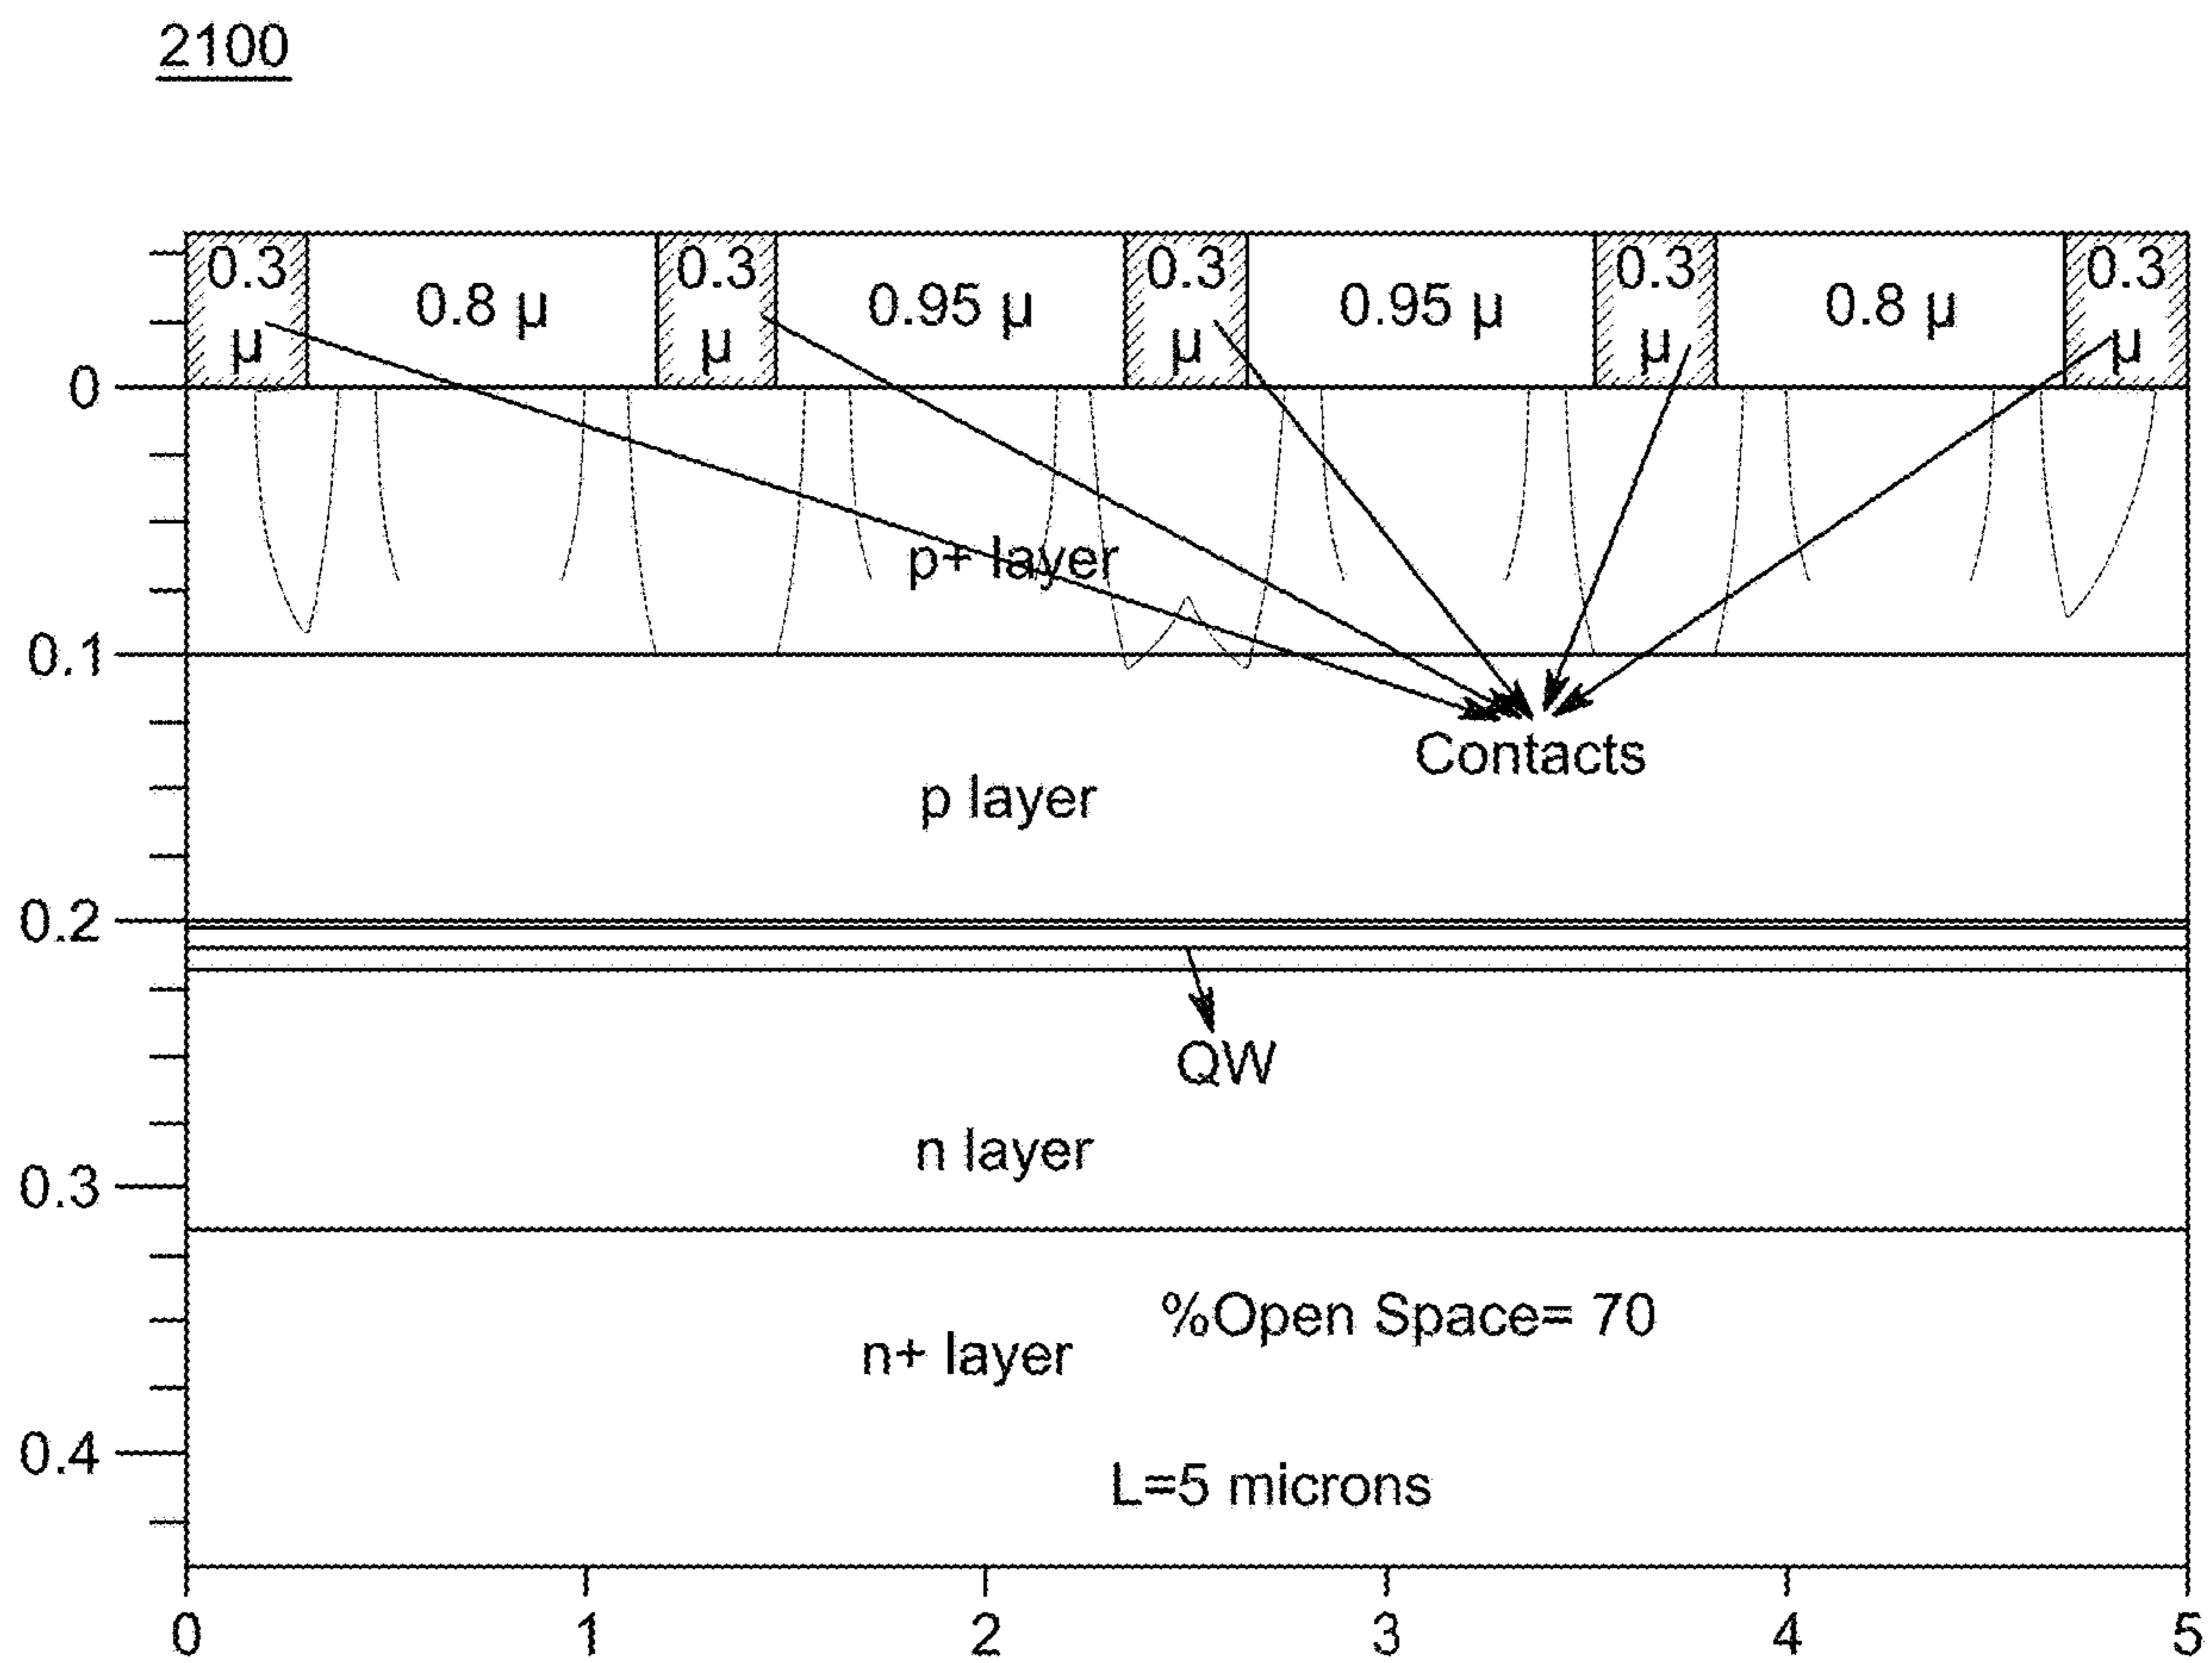 2100
0.3 μ
0.8 μ
0.3 μ
0.95 μ
0.3 μ
0.95 μ
0.3 μ
0.8 μ
0.3 μ
0
p+ layer
0.1
Contacts
p layer
0.2
QW
n layer
0.3
%Open Space= 70
n+ layer
0.4
L=5 microns
0 1 2 3 4 5